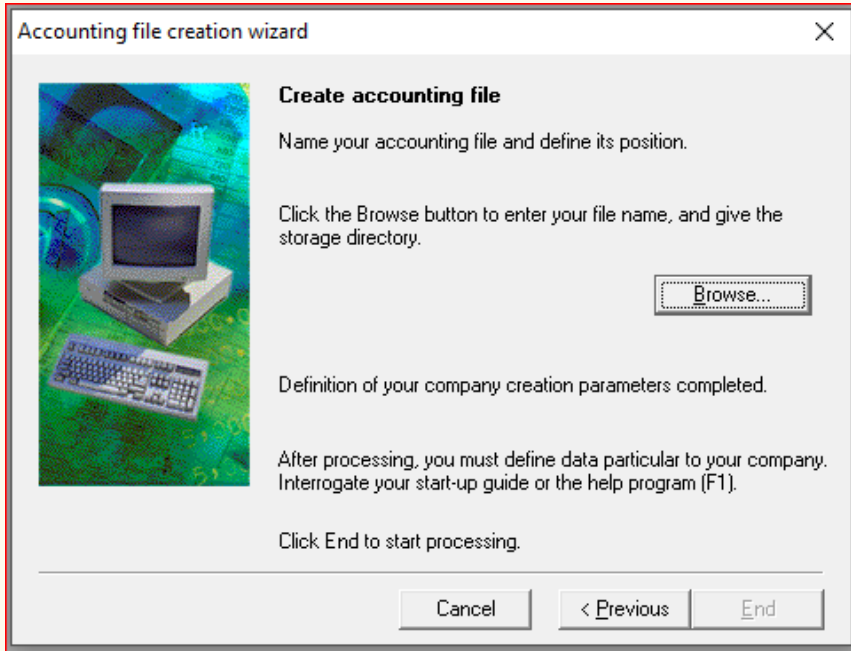 Accounting file creation wizard
Create accounting file
Name your accounting file and define its position.
Click the Browse button to enter your file name, and give the
storage directory.
Browse...
Definition of your company creation parameters completed.
After processing, you must define data particular to your company.
Interrogate your start-up guide or the help program (F1).
Click End to start processing.
Cancel
< Previous
End